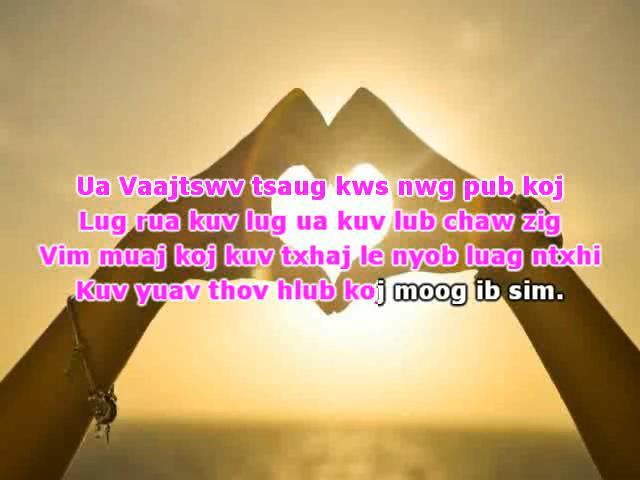 Ua Vaajtswv tsaug kws nwg pub koj
Lug rua kuv lug ua kuv lub chaw zig
Vim muaj koj kuv txhaj le nyob luag ntxhi
Kuv yuav thov hlub koj moog ib sim.